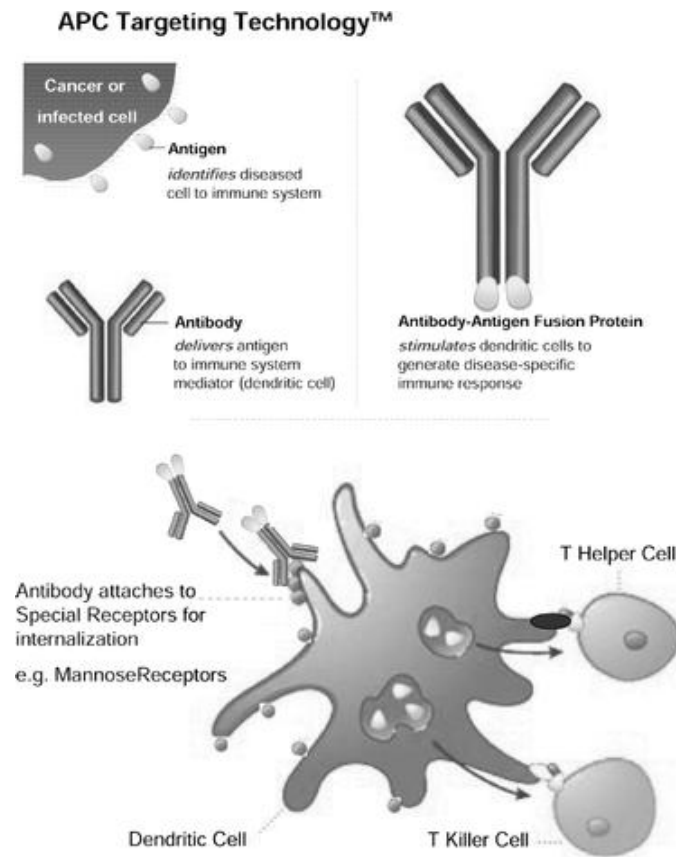 APC Targeting Technology™
Cancer or
infected cell
Antigen
identifies diseased
cell to immune system
Antibody
delivers antigen
to immune system
mediator (dendritic cell)
Antibody-Antigen Fusion Protein
stimulates dendritic cells to
generate disease-specific
immune response
Antibody attaches to
Special Receptors for
internalization
e.g. MannoseReceptors
T Helper Cell
Dendritic Cell
T Killer Cell